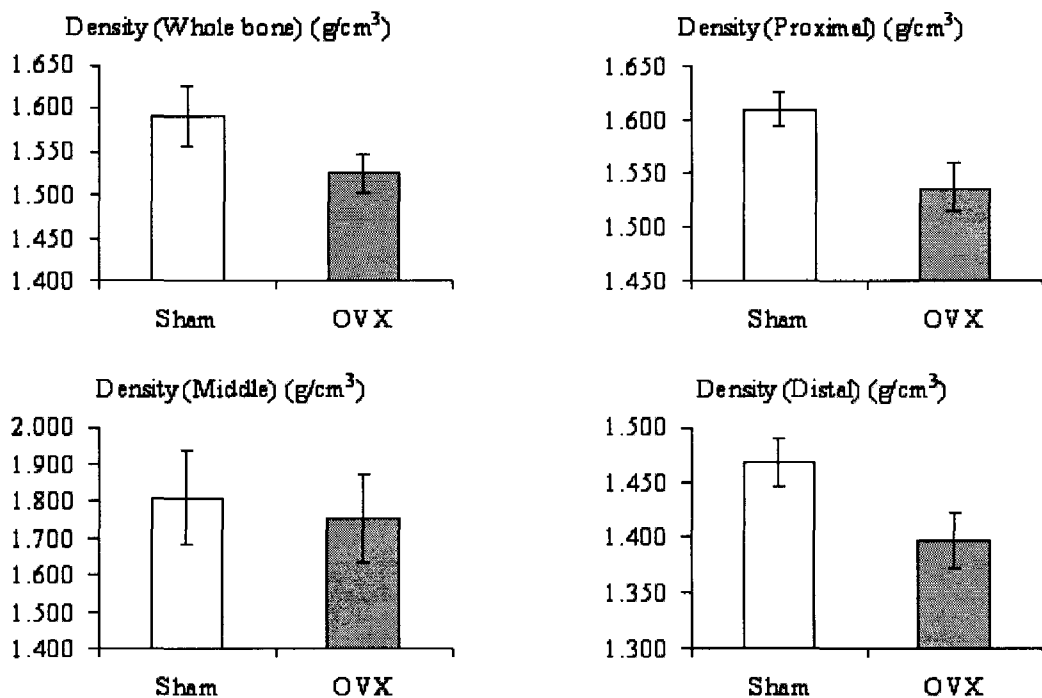 Density (Whole bone) (g/cm³)
1.650
1.600
1.550
1.500
1.450
1.400
Sham OVX
Density (Proximal) (g/cm³)
1.650
1.600
1.550
1.500
1.450
Sham OVX
Density (Middle) (g/cm³)
2.000
1.900
1.800
1.700
1.600
1.500
1.400
Sham OVX
Density (Distal) (g/cm³)
1.500
1.450
1.400
1.350
1.300
Sham OVX